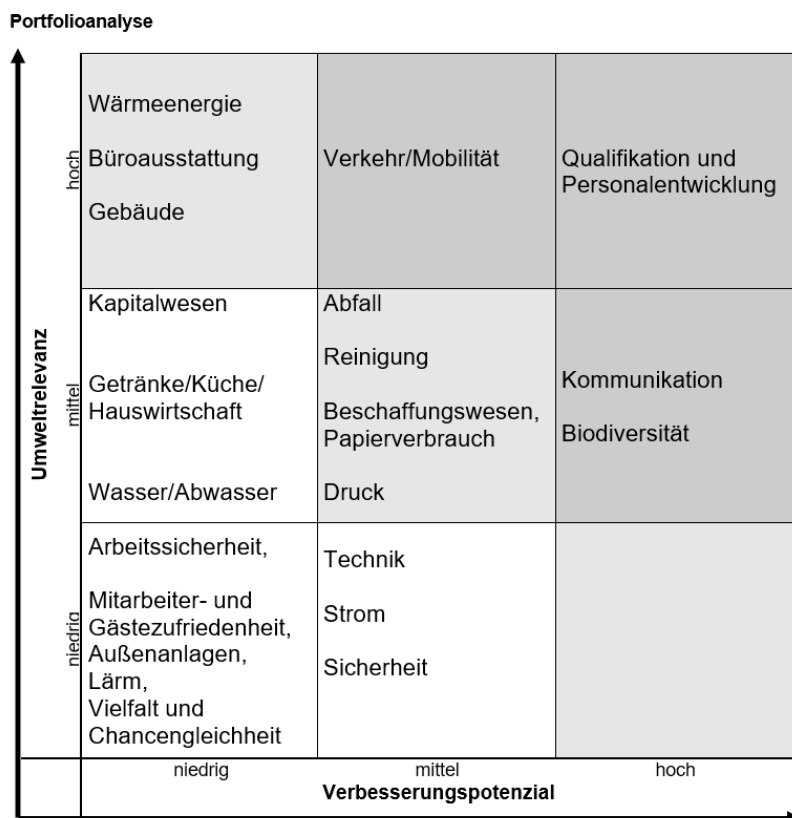 Portfolioanalyse
Umweltrelevanz
hoch
Wärmeenergie
Büroausstattung
Gebäude
Verkehr/Mobilität
Qualifikation und
Personalentwicklung
mittel
Kapitalwesen
Getränke/Küche/
Hauswirtschaft
Wasser/Abwasser
Abfall
Reinigung
Beschaffungswesen,
Papierverbrauch
Druck
Kommunikation
Biodiversität
niedrig
Arbeitssicherheit,
Mitarbeiter- und
Gästezufriedenheit,
Außenanlagen,
Lärm,
Vielfalt und
Chancengleichheit
Technik
Strom
Sicherheit
niedrig
mittel
hoch
Verbesserungspotenzial